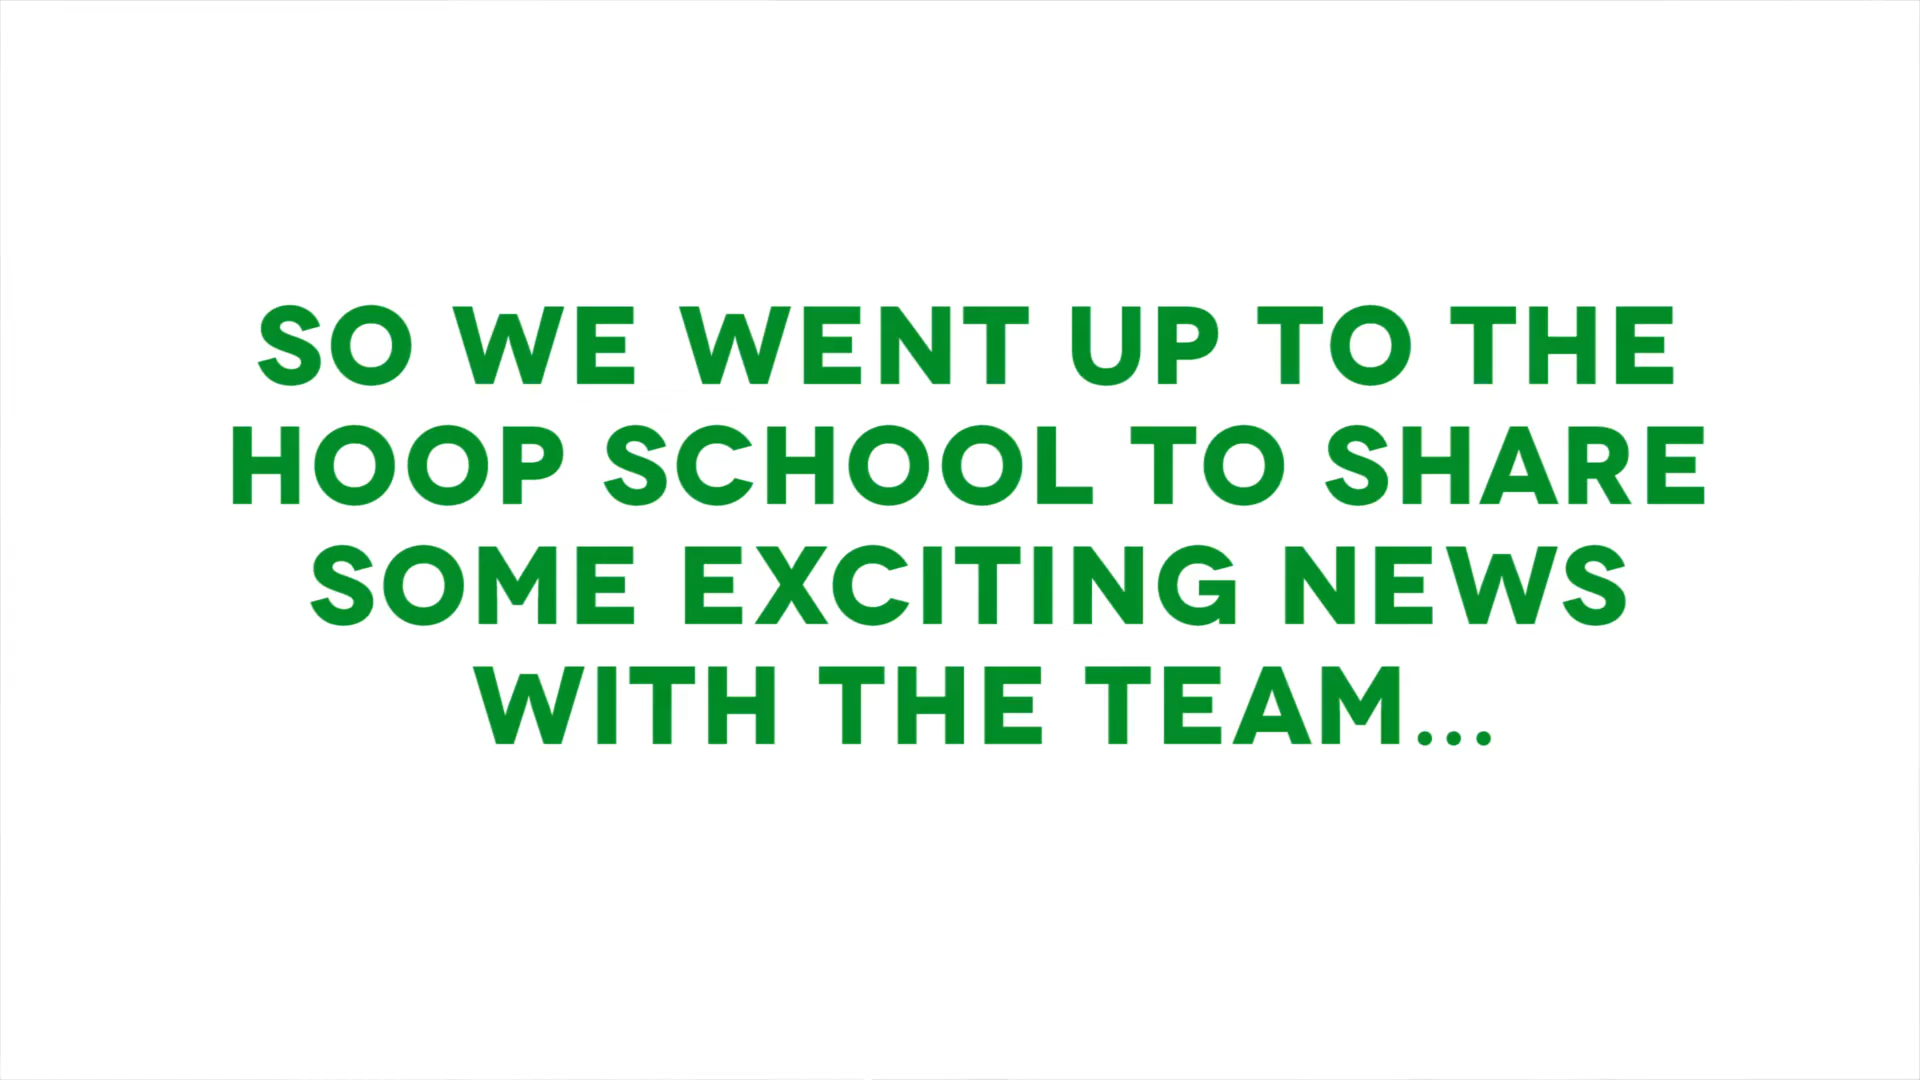 SO WE WENT UP TO THE
HOOP SCHOOL TO SHARE
SOME EXCITING NEWS
WITH THE TEAM...